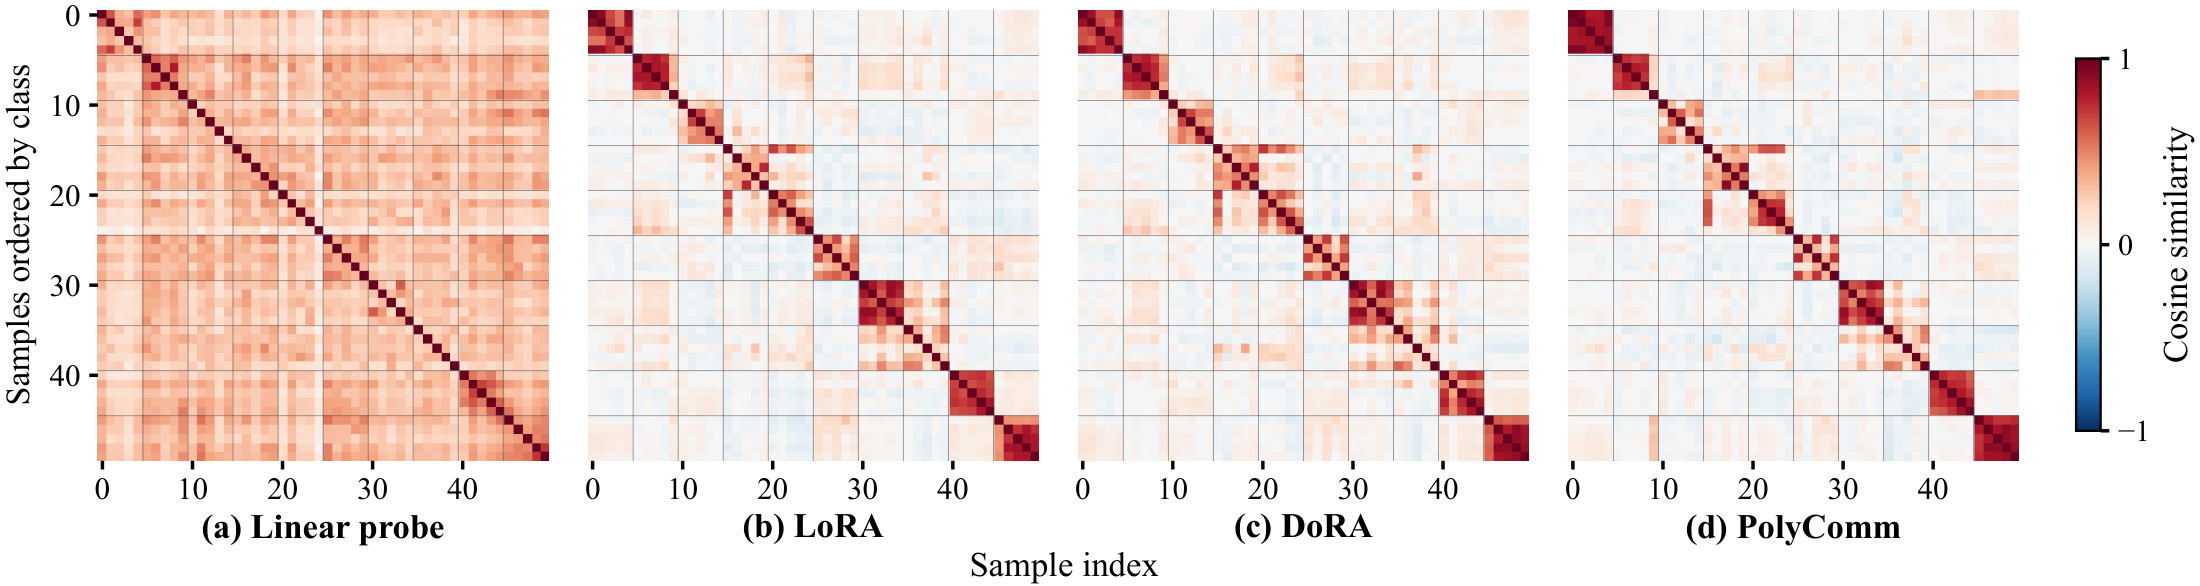 Samples ordered by class
0
10
20
30
40
0 10 20 30 40
0 10 20 30 40
0 10 20 30 40
0 10 20 30 40
(a) Linear probe
(b) LoRA
(c) DoRA
(d) PolyComm
Sample index
1
0
−1
Cosine similarity